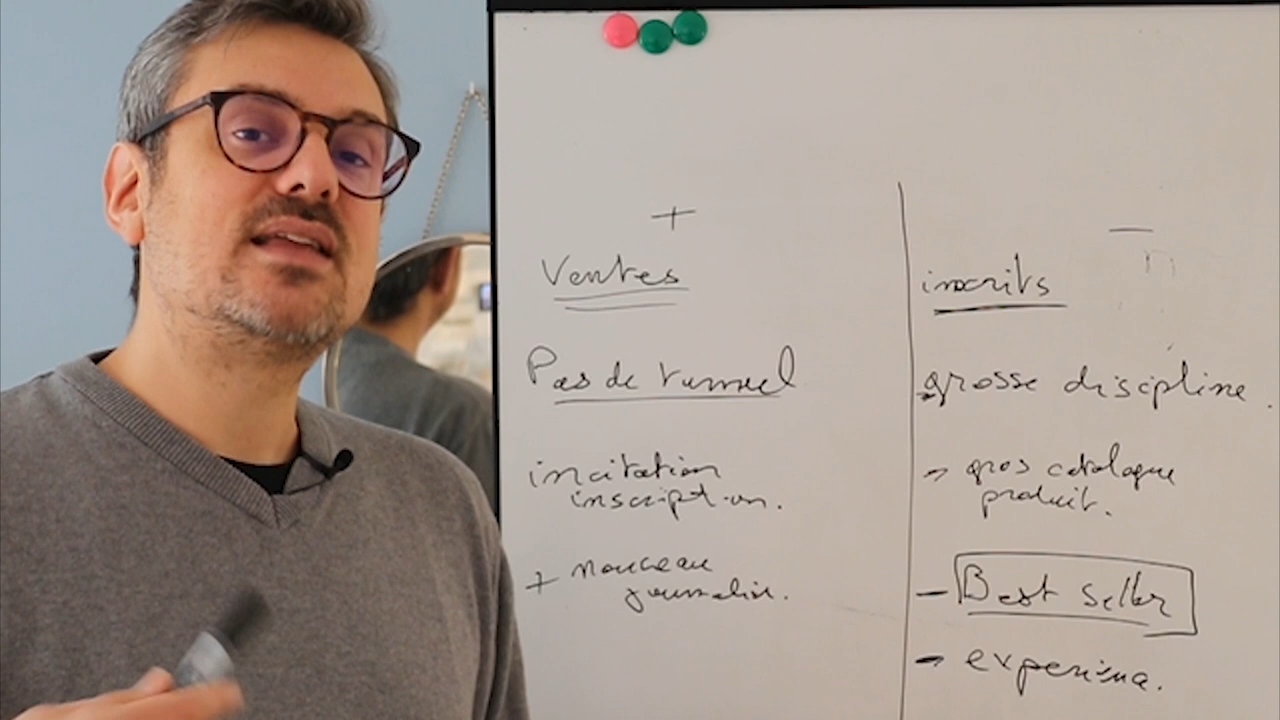 +
Ventes
Pas de tunnel
incitation
inscription.
+ nouveau
journalier.
—
inscrits
grosse discipline.
- gros catalogue
produit.
- Best seller
- experience.